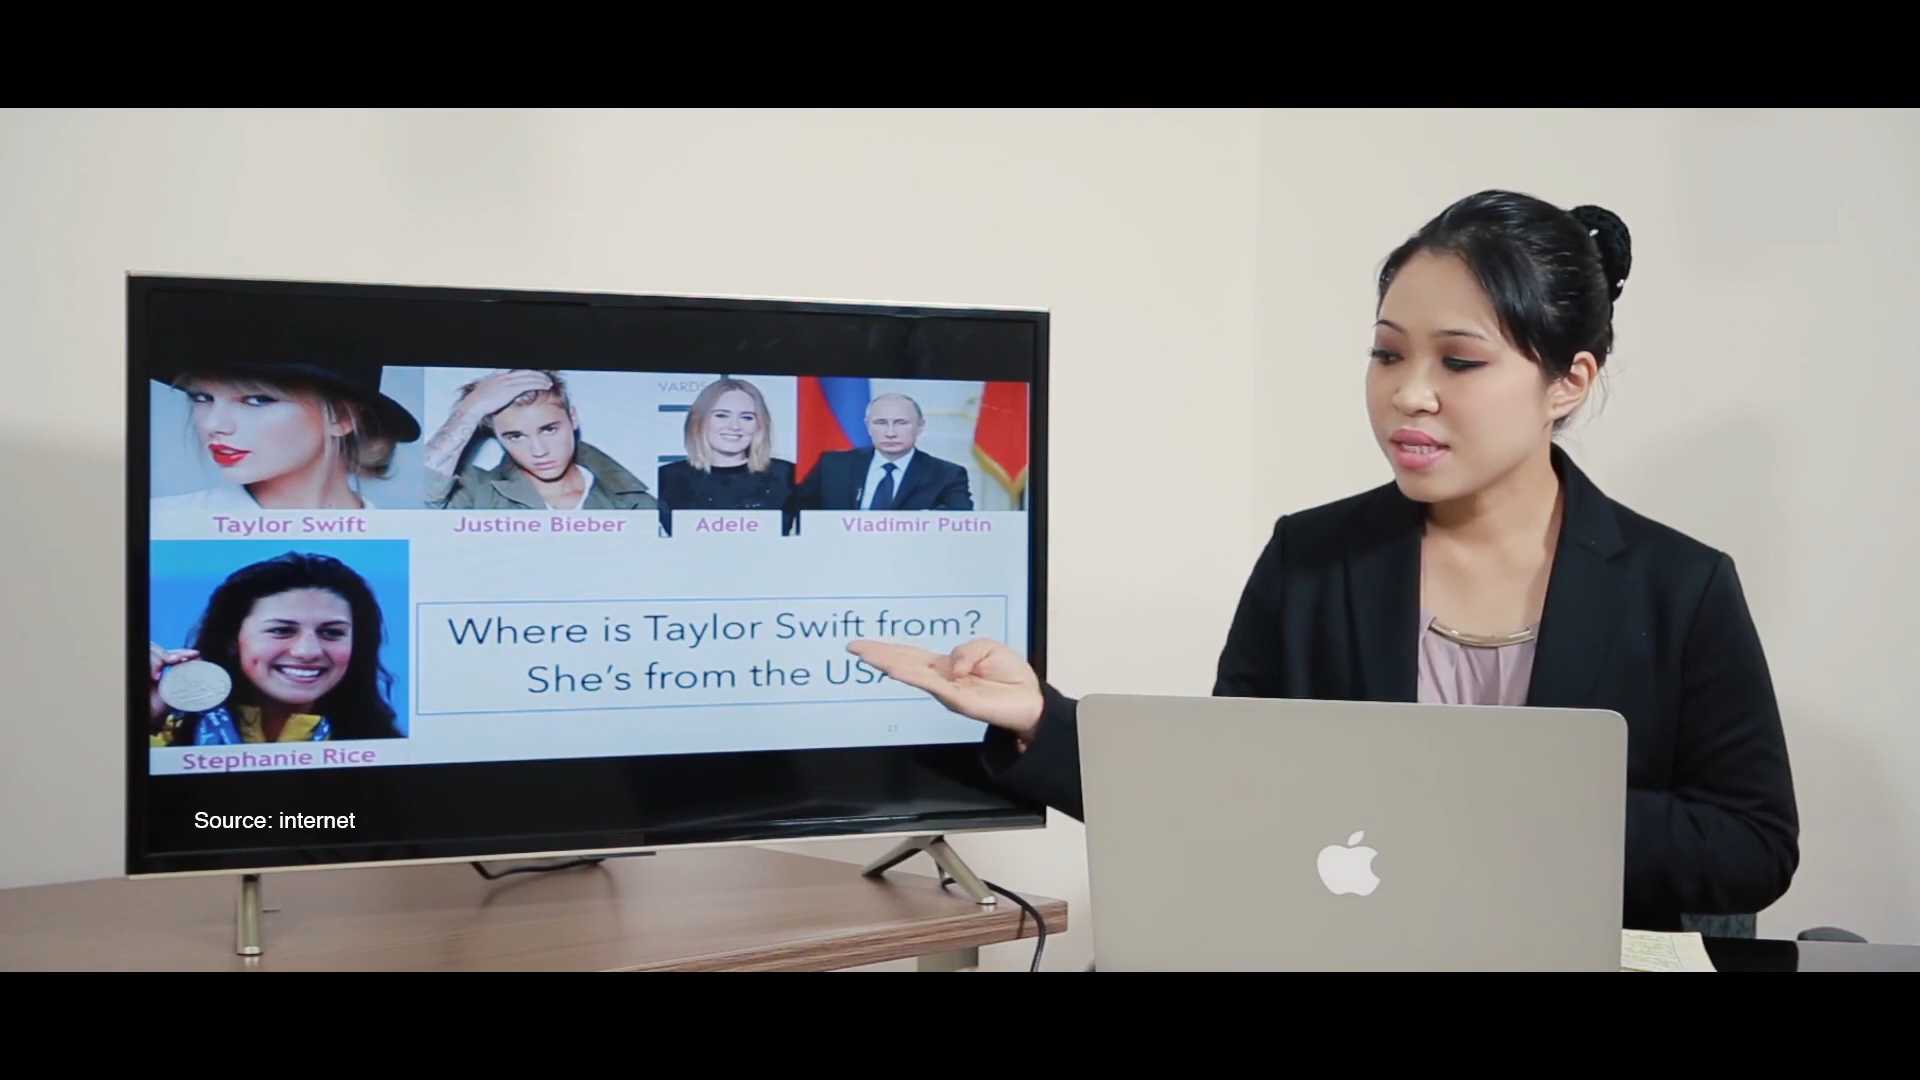 VARDS
Taylor Swift
Justine Bieber
Adele
Vladimir Putin
Where is Taylor Swift from?
She's from the USA
Stephanie Rice
Source: internet